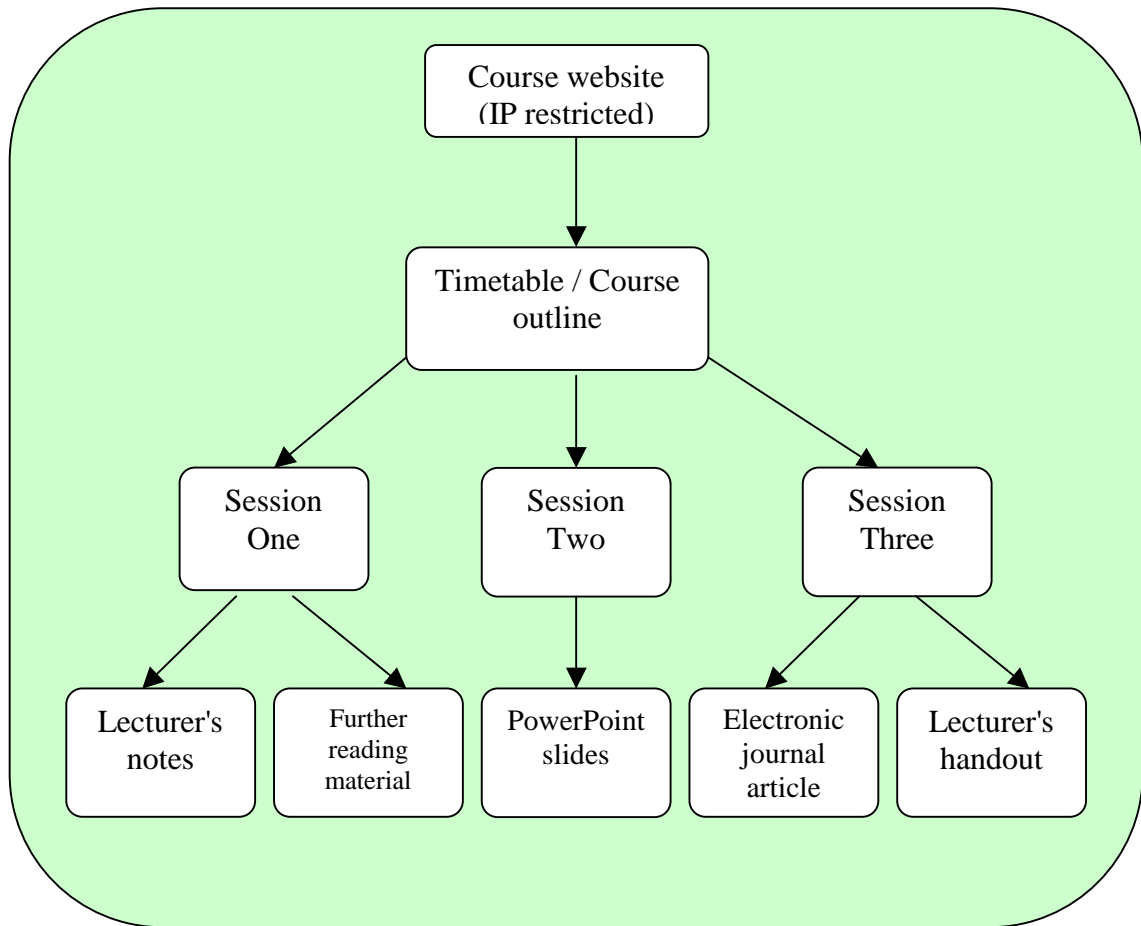 Course website
(IP restricted)
Timetable / Course
outline
Session
One
Session
Two
Session
Three
Lecturer's
notes
Further
reading
material
PowerPoint
slides
Electronic
journal
article
Lecturer's
handout